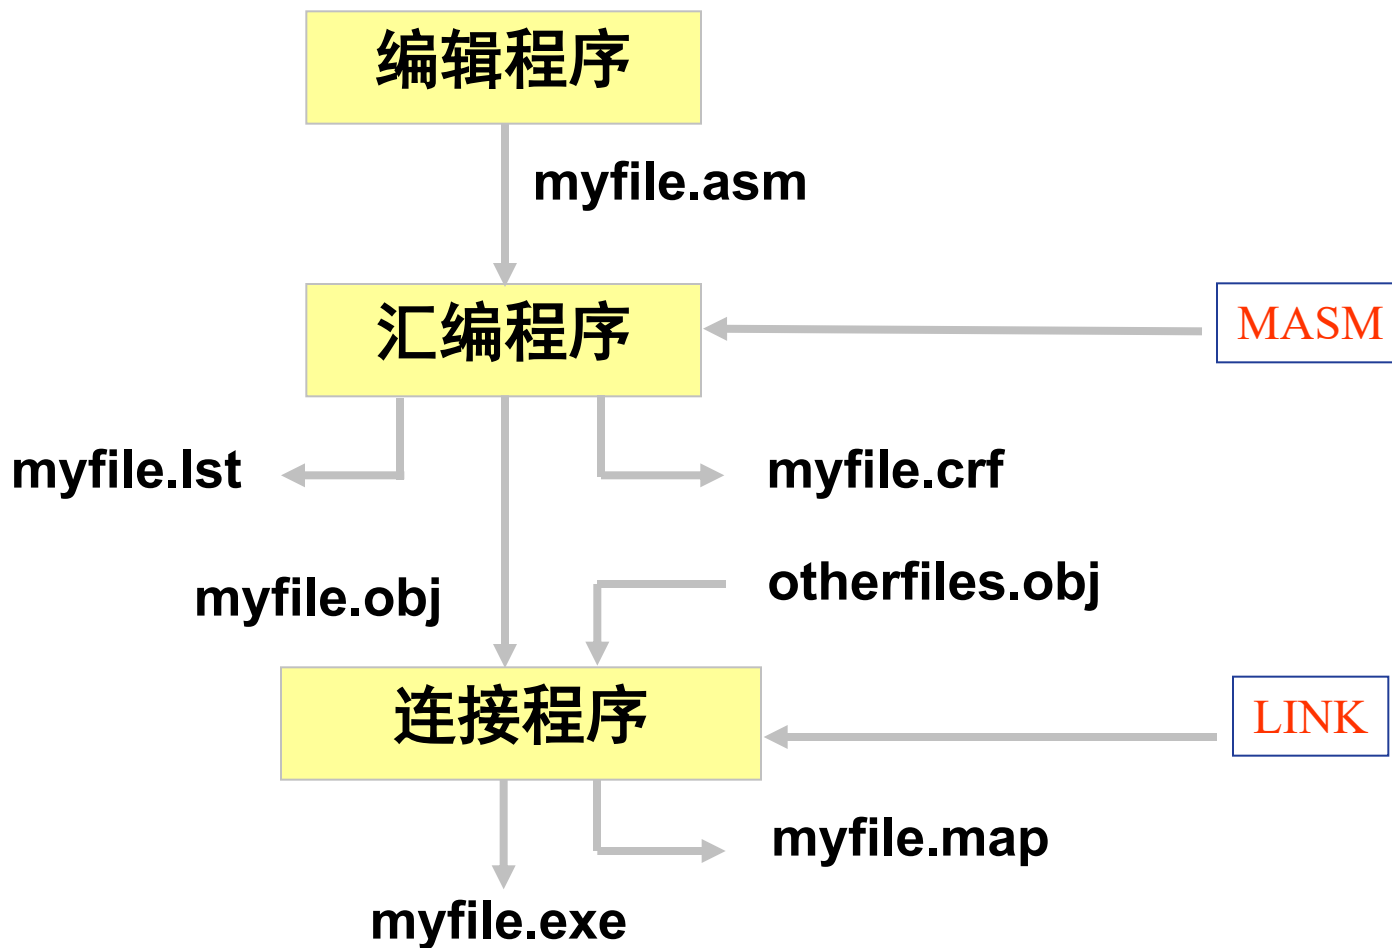 编辑程序
myfile.asm
汇编程序
MASM
myfile.lst
myfile.crf
myfile.obj
otherfiles.obj
连接程序
LINK
myfile.map
myfile.exe